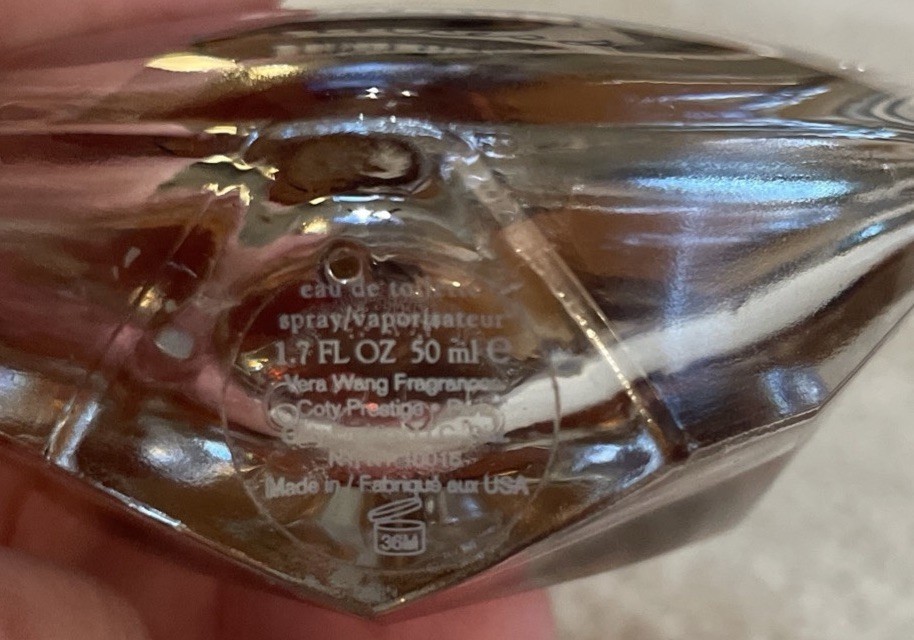 eau de toilette
spray/vaporisateur
1.7 FL OZ 50 ml e
Vera Wang Fragrances
Coty Prestige
Made in / Fabriqué aux USA
36M